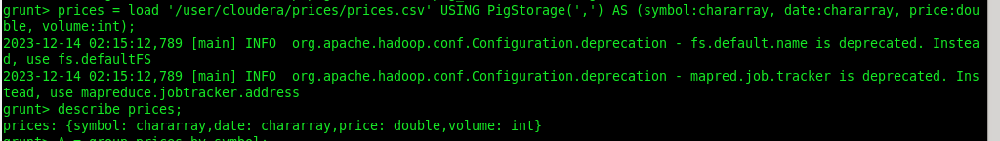 grunt> prices = load '/user/cloudera/prices/prices.csv' USING PigStorage(',') AS (symbol:chararray, date:chararray, price:dou
ble, volume:int);
2023-12-14 02:15:12,789 [main] INFO  org.apache.hadoop.conf.Configuration.deprecation - fs.default.name is deprecated. Instea
d, use fs.defaultFS
2023-12-14 02:15:12,789 [main] INFO  org.apache.hadoop.conf.Configuration.deprecation - mapred.job.tracker is deprecated. Ins
tead, use mapreduce.jobtracker.address
grunt> describe prices;
prices: {symbol: chararray,date: chararray,price: double,volume: int}
grunt> A = group prices by symbol;